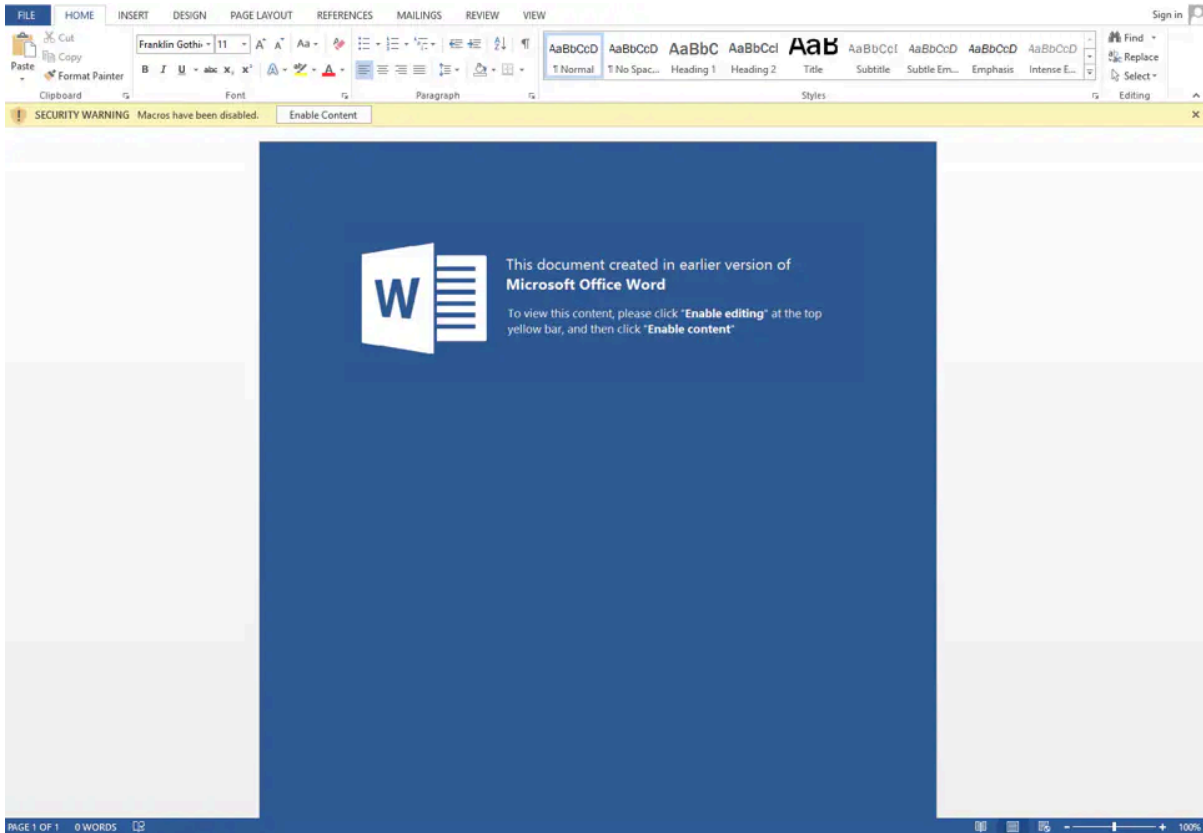 FILE HOME INSERT DESIGN PAGE LAYOUT REFERENCES MAILINGS REVIEW VIEW Sign in
Cut
Copy
Format Painter
Paste
Clipboard
Franklin Gothi 11
Font
Paragraph
AaBbCcD AaBbCcD AaBbC AaBbCcl AaB AaBbCcI AaBbCcD AaBbCcD AaBbCcD
¶ Normal ¶ No Spac... Heading 1 Heading 2 Title Subtitle Subtle Em... Emphasis Intense E...
Styles
Find
Replace
Select
Editing
SECURITY WARNING Macros have been disabled. Enable Content
W
This document created in earlier version of
Microsoft Office Word
To view this content, please click "Enable editing" at the top
yellow bar, and then click "Enable content"
PAGE 1 OF 1 0 WORDS 100%